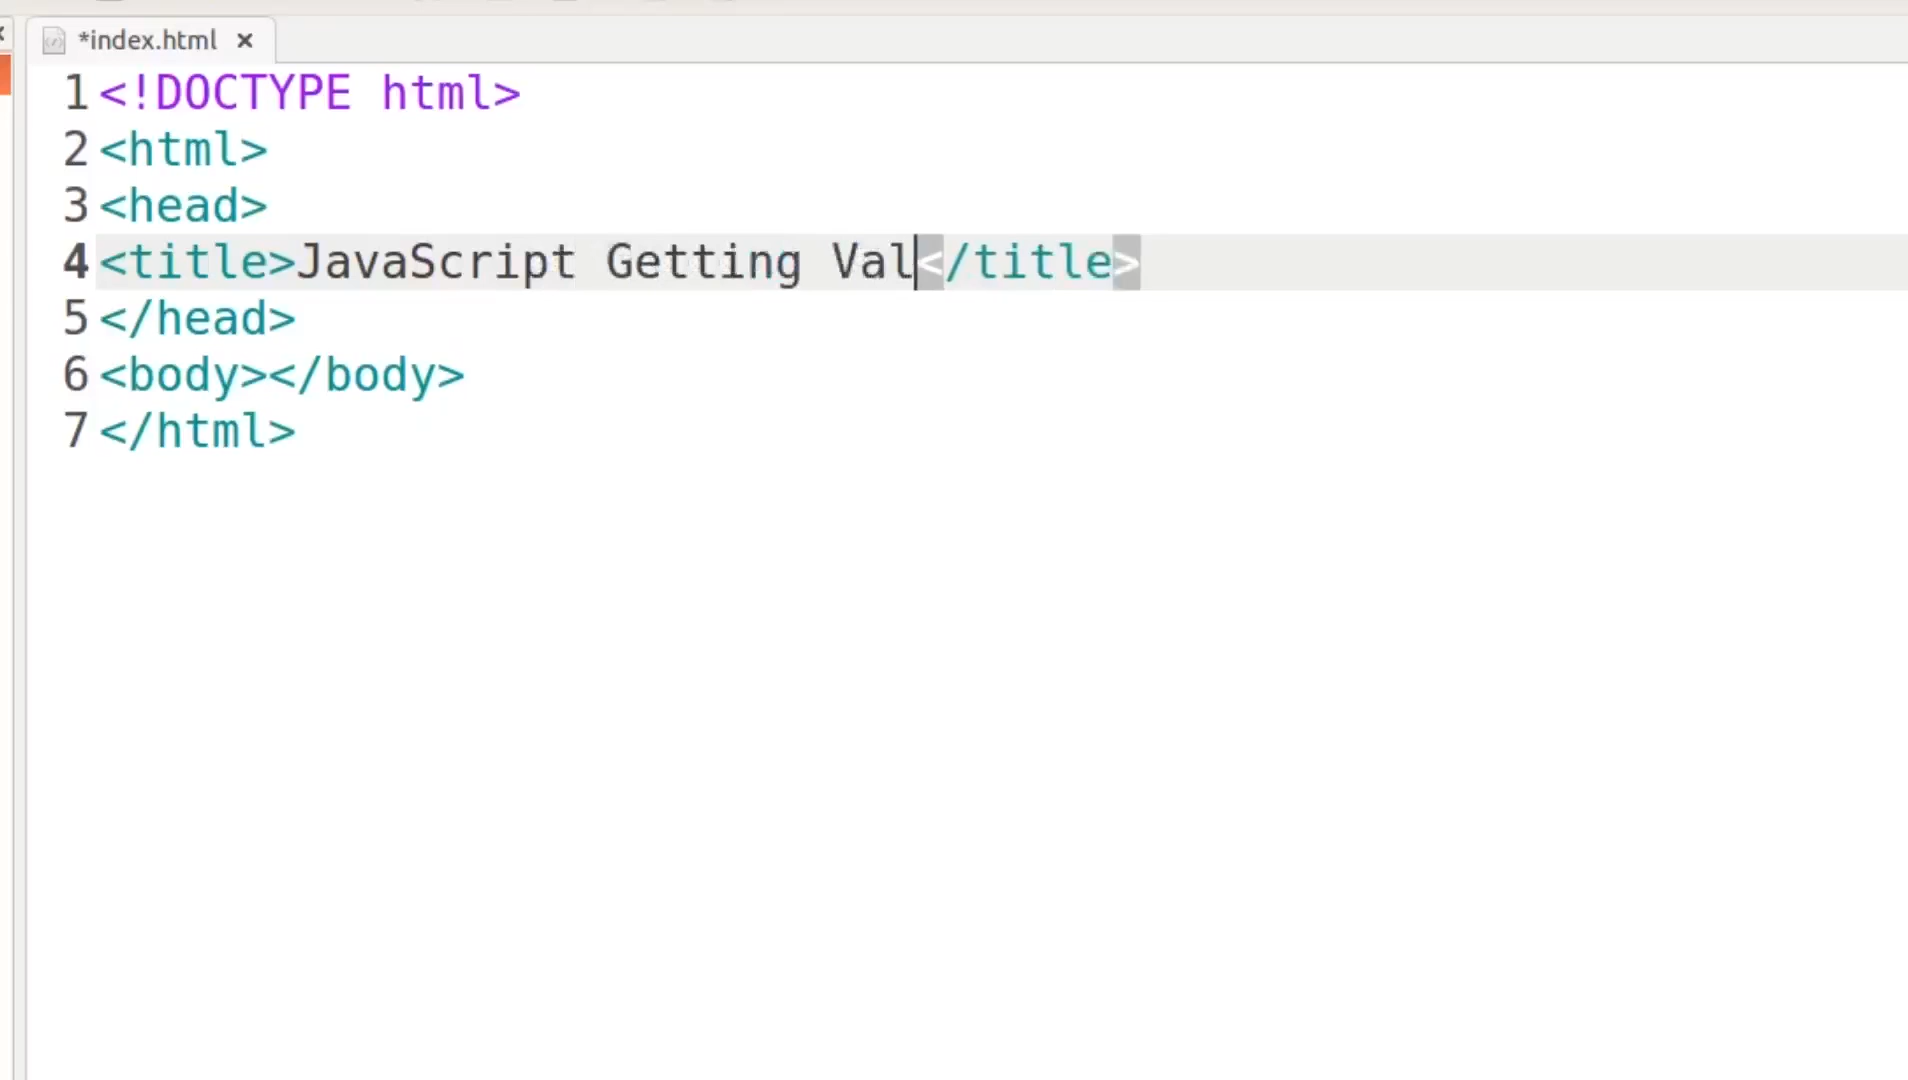 *index.html ×
1 <!DOCTYPE html>
2 <html>
3 <head>
4 <title>JavaScript Getting Val</title>
5 </head>
6 <body></body>
7 </html>